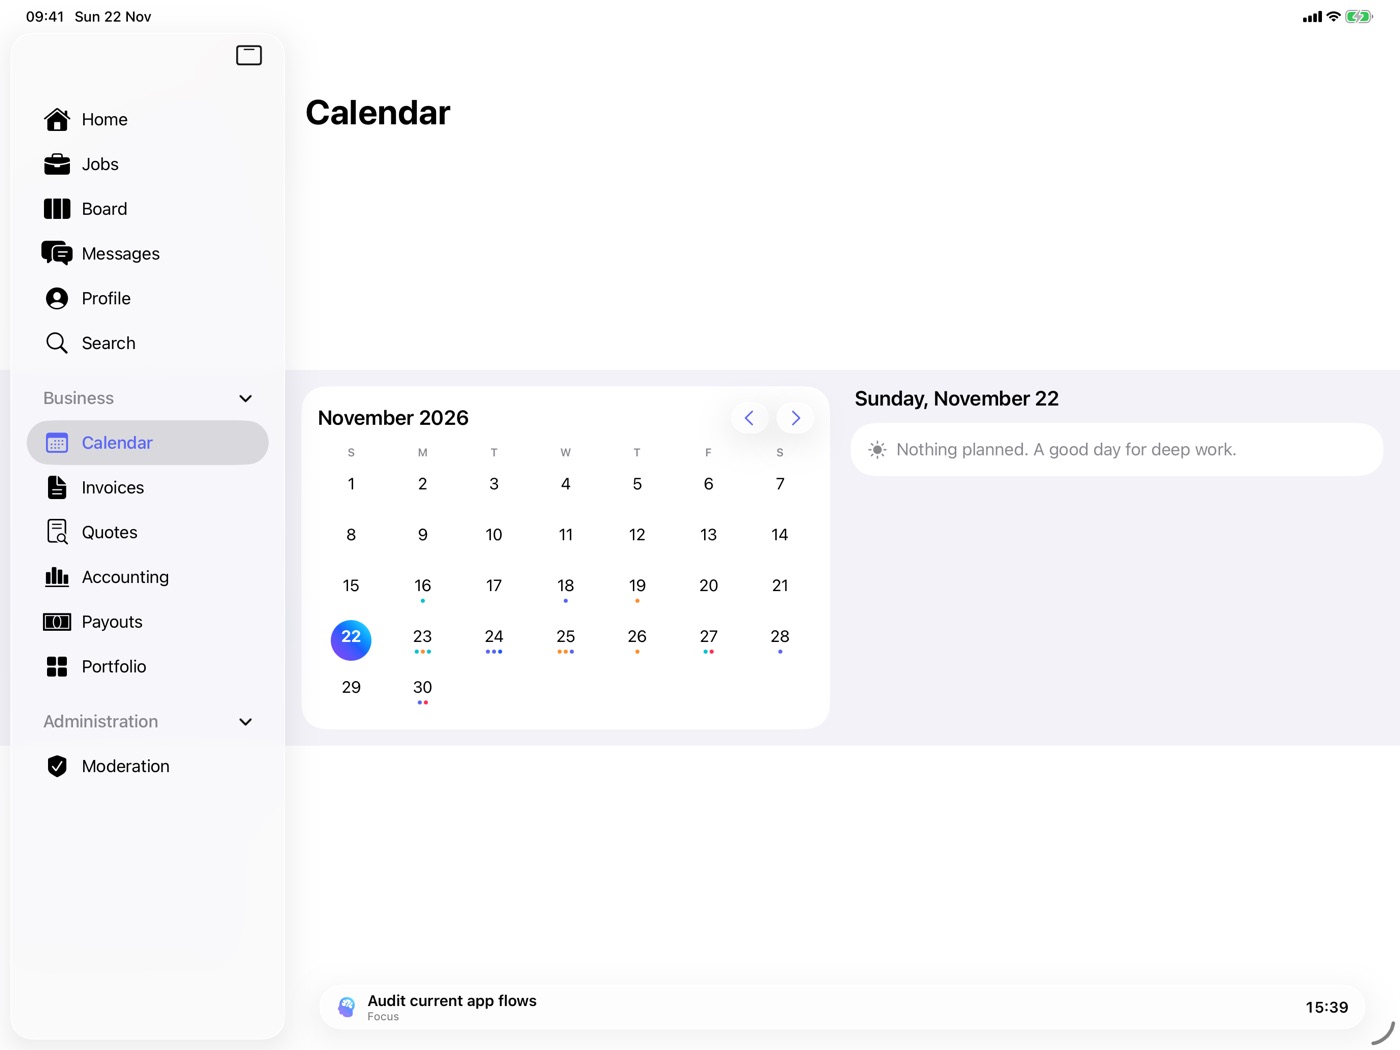 09:41 Sun 22 Nov
Home
Jobs
Board
Messages
Profile
Search
Business
Calendar
Invoices
Quotes
Accounting
Payouts
Portfolio
Administration
Moderation
Calendar
November 2026
S M T W T F S
1 2 3 4 5 6 7
8 9 10 11 12 13 14
15 16 17 18 19 20 21
22 23 24 25 26 27 28
29 30
Sunday, November 22
Nothing planned. A good day for deep work.
Audit current app flows
Focus
15:39